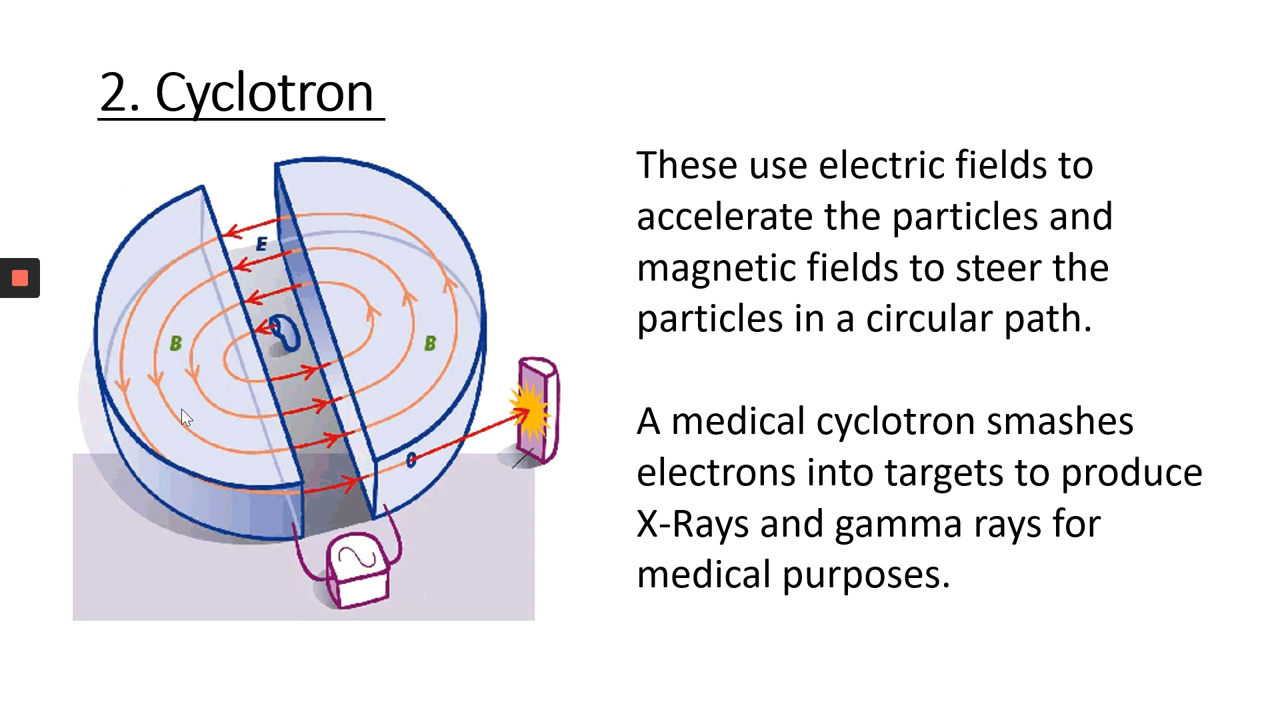 2. Cyclotron
These use electric fields to
accelerate the particles and
magnetic fields to steer the
particles in a circular path.
A medical cyclotron smashes
electrons into targets to produce
X-Rays and gamma rays for
medical purposes.
E
B
B